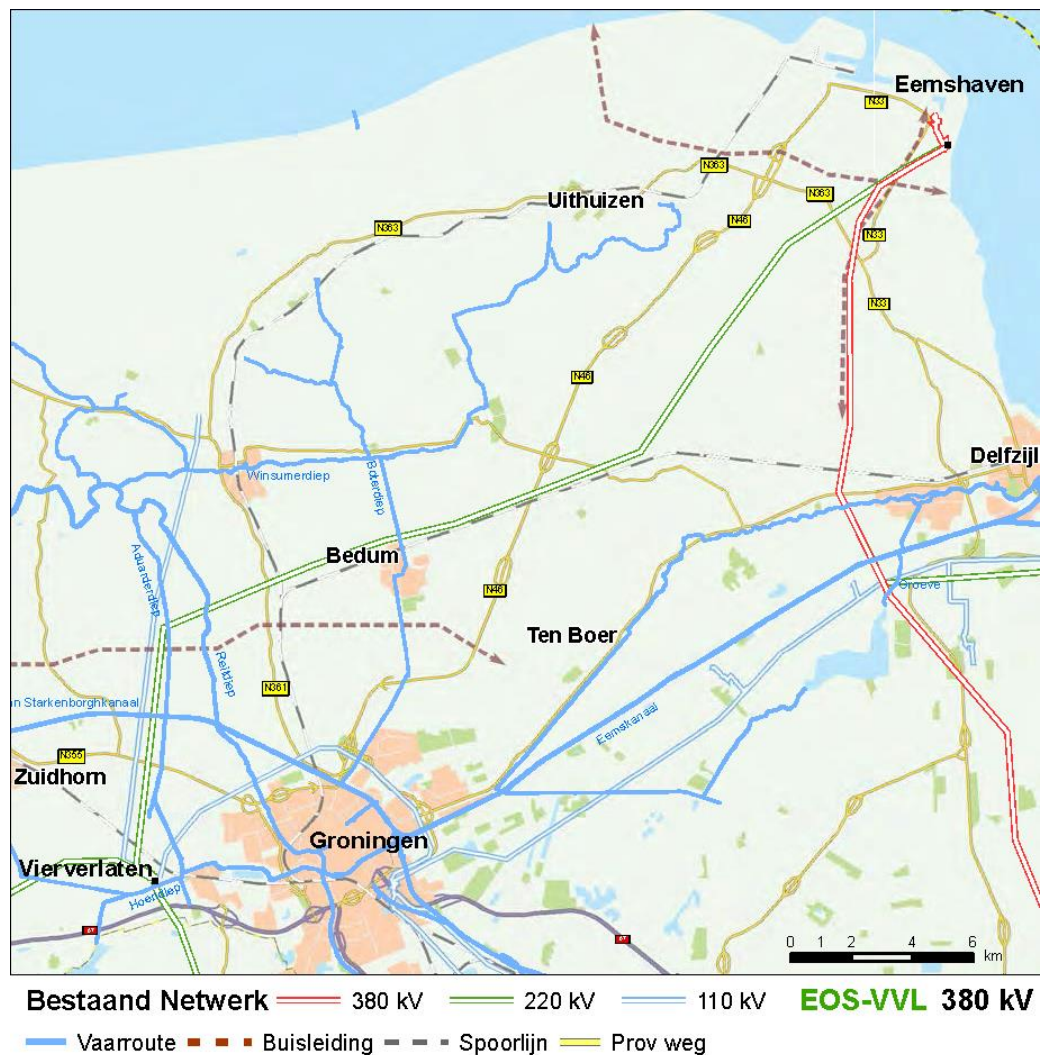 Eemshaven
N33
N363
Uithuizen
N363
N46
N363
N33
N33
N46
Delfzijl
Winsumerdiep
Boterdiep
Aduarderdiep
Bedum
N46
Groeve
Ten Boer
Reitdiep
N361
an Starkenborghkanaal
Eemskanaal
N355
Zuidhorn
Groningen
Vierverlaten
Hoendiep
0 2 4 6
km
Bestaand Netwerk 380 kV 220 kV 110 kV EOS-VVL 380 kV
Vaarroute Buisleiding Spoorlijn Prov weg